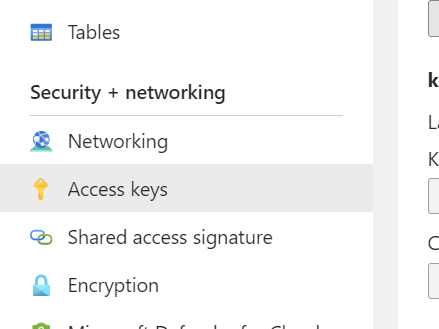 Tables
Security + networking
Networking
Access keys
Shared access signature
Encryption